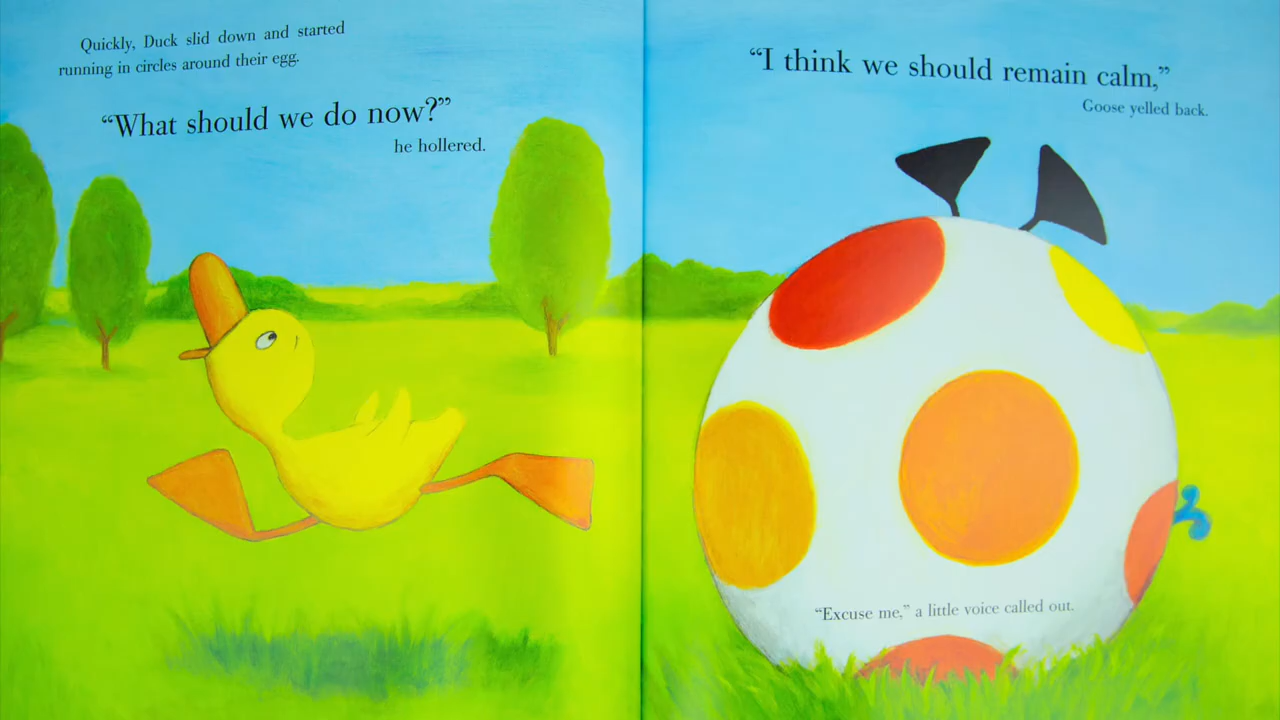 Quickly, Duck slid down and started
running in circles around their egg.
“What should we do now?”
he hollered.
“I think we should remain calm,”
Goose yelled back.
“Excuse me,” a little voice called out.